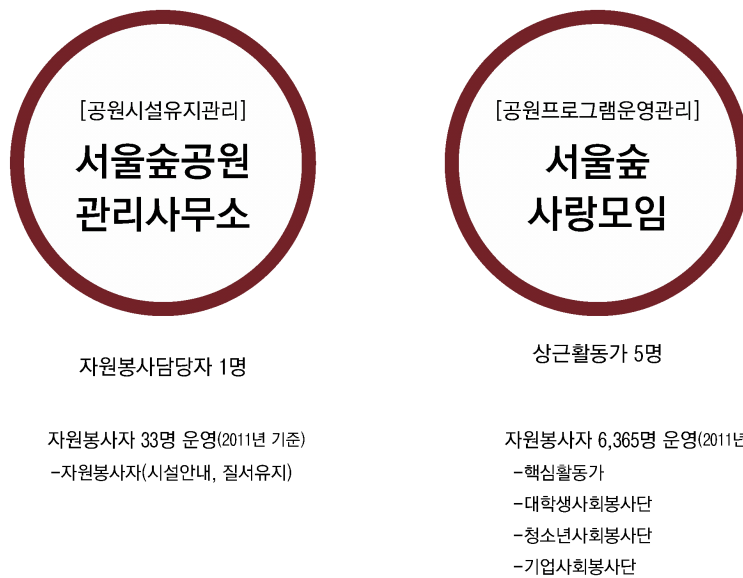 [공원시설유지관리]
서울숲공원
관리사무소
자원봉사담당자 1명
자원봉사자 33명 운영(2011년 기준)
-자원봉사자(시설안내, 질서유지)
[공원프로그램운영관리]
서울숲
사랑모임
상근활동가 5명
자원봉사자 6,365명 운영(2011년
-핵심활동가
-대학생사회봉사단
-청소년사회봉사단
-기업사회봉사단